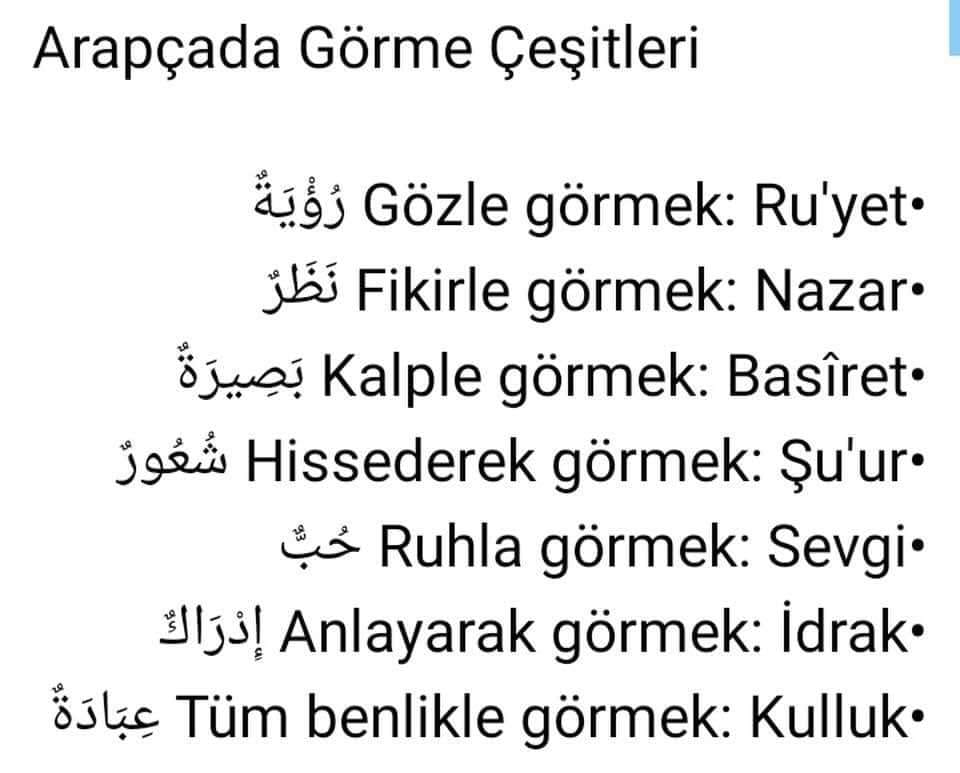 Arapçada Görme Çeşitleri
رُؤْيَةٌ Gözle görmek: Ru'yet•
نَظَرٌ Fikirle görmek: Nazar•
بَصِيرَةٌ Kalple görmek: Basîret•
شُعُورٌ Hissederek görmek: Şu'ur•
حُبٌّ Ruhla görmek: Sevgi•
إِدْرَاكٌ Anlayarak görmek: İdrak•
عِبَادَةٌ Tüm benlikle görmek: Kulluk•